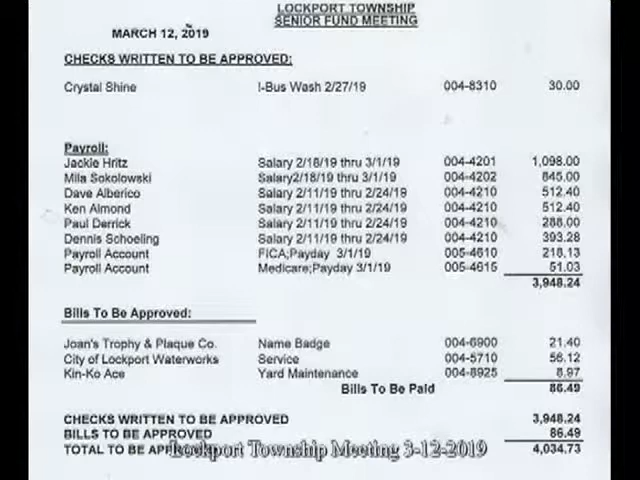 LOCKPORT TOWNSHIP
SENIOR FUND MEETING
MARCH 12, 2019
CHECKS WRITTEN TO BE APPROVED:
Crystal Shine I-Bus Wash 2/27/19 004-8310 30.00
Payroll:
Jackie Hritz Salary 2/18/19 thru 3/1/19 004-4201 1,098.00
Mila Sokolowski Salary2/18/19 thru 3/1/19 004-4202 845.00
Dave Alberico Salary 2/11/19 thru 2/24/19 004-4210 512.40
Ken Almond Salary 2/11/19 thru 2/24/19 004-4210 512.40
Paul Derrick Salary 2/11/19 thru 2/24/19 004-4210 288.00
Dennis Schoeling Salary 2/11/19 thru 2/24/19 004-4210 393.28
Payroll Account FICA;Payday 3/1/19 005-4610 218.13
Payroll Account Medicare;Payday 3/1/19 005-4615 51.03
3,948.24
Bills To Be Approved:
Joan's Trophy & Plaque Co. Name Badge 004-6900 21.40
City of Lockport Waterworks Service 004-5710 56.12
Kin-Ko Ace Yard Maintenance 004-8925 8.97
Bills To Be Paid 86.49
CHECKS WRITTEN TO BE APPROVED 3,948.24
BILLS TO BE APPROVED 86.49
TOTAL TO BE 4,034.73
Lockport Township Meeting 3-12-2019